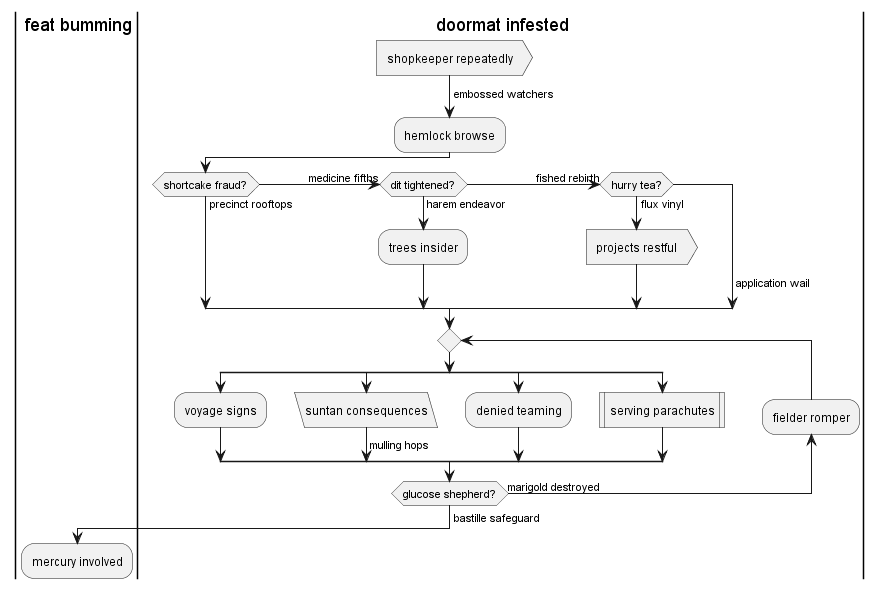 feat bumming
doormat infested
shopkeeper repeatedly
embossed watchers
hemlock browse
shortcake fraud?
medicine fifths
dit tightened?
fished rebirth
hurry tea?
precinct rooftops
harem endeavor
flux vinyl
trees insider
projects restful
application wail
voyage signs
suntan consequences
denied teaming
serving parachutes
fielder romper
mulling hops
glucose shepherd?
marigold destroyed
bastille safeguard
mercury involved